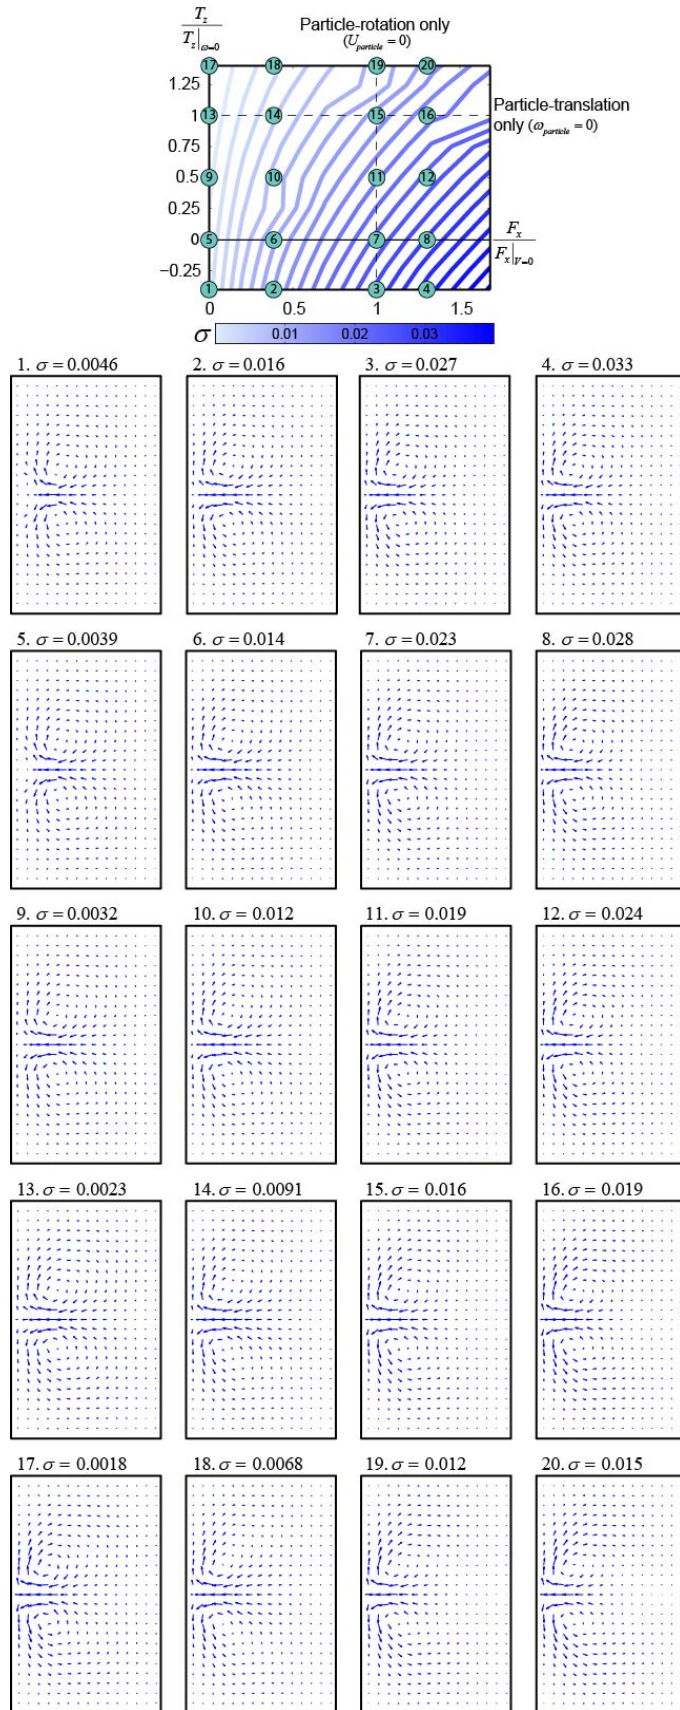 T_z
T_z|_{ω=0}
Particle-rotation only
(U_{particle} = 0)
1.25
1
0.75
0.5
0.25
0
−0.25
17 18 19 20
13 14 15 16
9 10 11 12
5 6 7 8
1 2 3 4
Particle-translation
only (ω_{particle} = 0)
F_x
F_x|_{V=0}
0 0.5 1 1.5
σ 0.01 0.02 0.03
1. σ = 0.0046 2. σ = 0.016 3. σ = 0.027 4. σ = 0.033
5. σ = 0.0039 6. σ = 0.014 7. σ = 0.023 8. σ = 0.028
9. σ = 0.0032 10. σ = 0.012 11. σ = 0.019 12. σ = 0.024
13. σ = 0.0023 14. σ = 0.0091 15. σ = 0.016 16. σ = 0.019
17. σ = 0.0018 18. σ = 0.0068 19. σ = 0.012 20. σ = 0.015